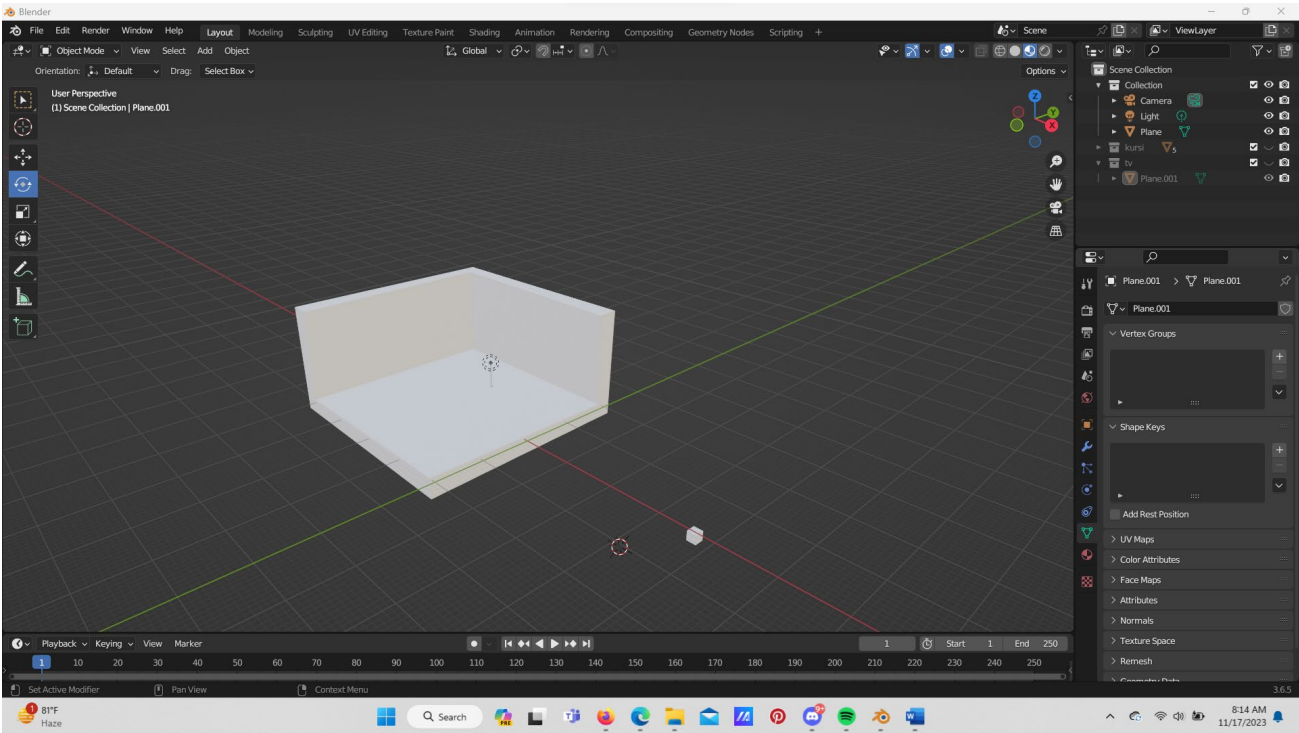 Blender
File Edit Render Window Help Layout Modeling Sculpting UV Editing Texture Paint Shading Animation Rendering Compositing Geometry Nodes Scripting + Scene ViewLayer
Object Mode View Select Add Object Global
Orientation: Default Drag: Select Box Options
User Perspective
(1) Scene Collection | Plane.001
Z
Y
X
Scene Collection
Collection
Camera
Light
Plane
kursi 5
tv
Plane.001
Plane.001 > Plane.001
Plane.001
Vertex Groups
Shape Keys
Add Rest Position
UV Maps
Color Attributes
Face Maps
Attributes
Normals
Texture Space
Remesh
Geometry Data
Playback Keying View Marker 1 Start 1 End 250
1 10 20 30 40 50 60 70 80 90 100 110 120 130 140 150 160 170 180 190 200 210 220 230 240 250
Set Active Modifier Pan View Context Menu 3.6.5
1 81°F
Haze
Search
PRE
8:14 AM
11/17/2023